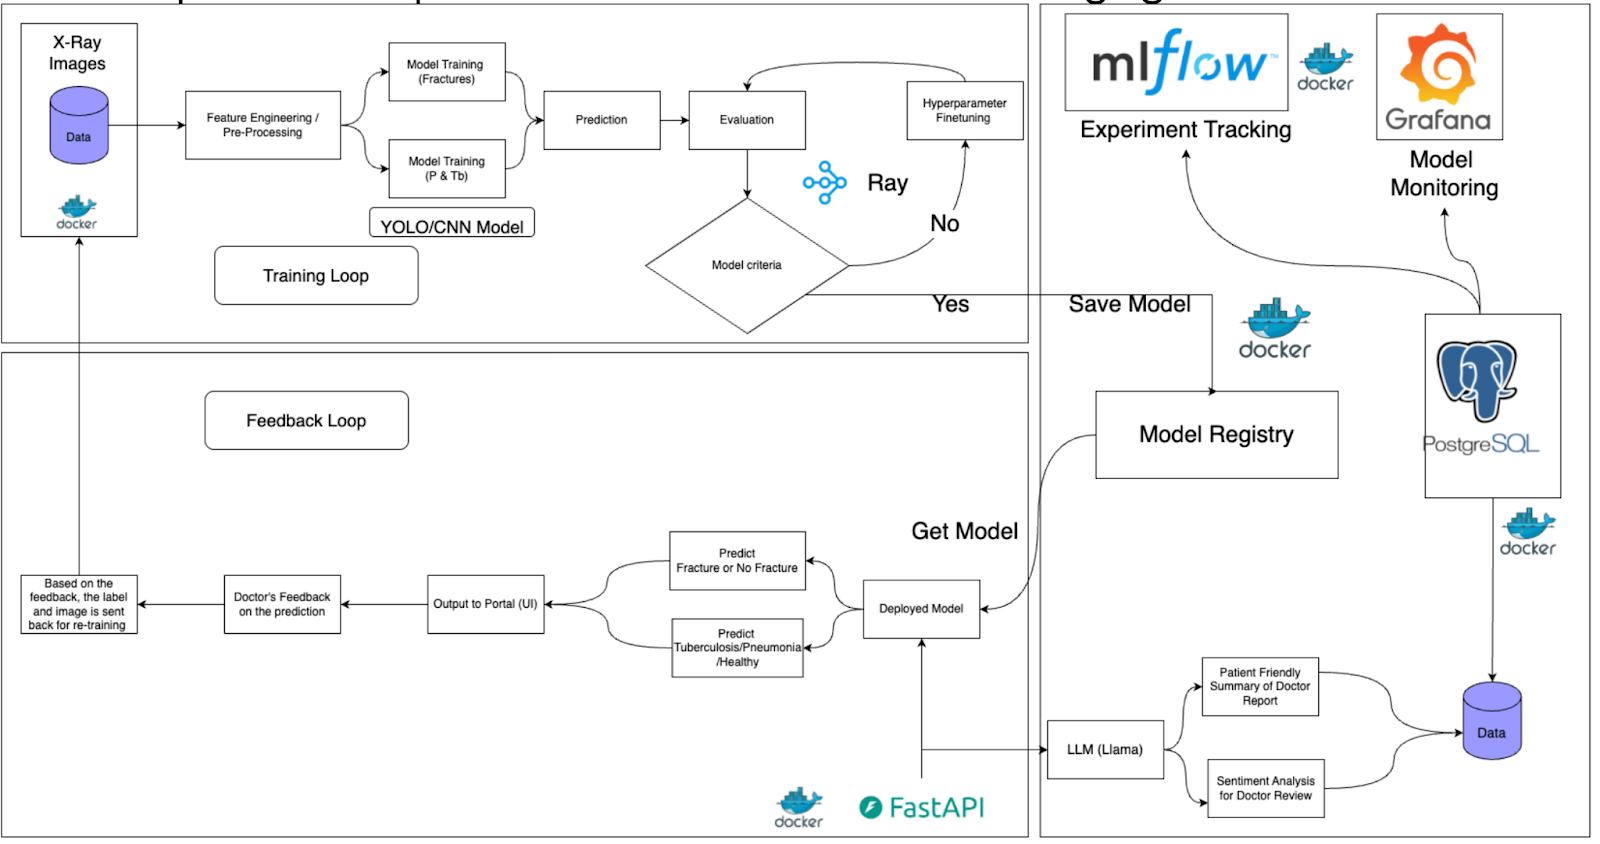 X-Ray
Images
Data
docker
Feature Engineering /
Pre-Processing
Model Training
(Fractures)
Model Training
(P & Tb)
YOLO/CNN Model
Training Loop
Prediction
Evaluation
Hyperparameter
Finetuning
Ray
No
Model criteria
Yes
Save Model
mlflow™
docker
Experiment Tracking
Grafana
Model
Monitoring
docker
Model Registry
PostgreSQL
docker
Feedback Loop
Get Model
Based on the
feedback, the label
and image is sent
back for re-training
Doctor's Feedback
on the prediction
Output to Portal (UI)
Predict
Fracture or No Fracture
Predict
Tuberculosis/Pneumonia
/Healthy
Deployed Model
docker
FastAPI
LLM (Llama)
Patient Friendly
Summary of Doctor
Report
Sentiment Analysis
for Doctor Review
Data